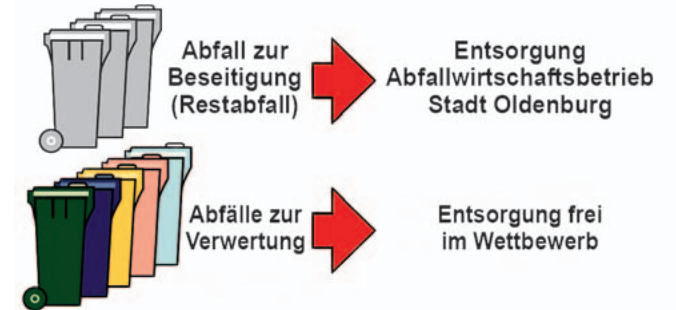 Abfall zur
Beseitigung
(Restabfall)
Entsorgung
Abfallwirtschaftsbetrieb
Stadt Oldenburg
Abfälle zur
Verwertung
Entsorgung frei
im Wettbewerb